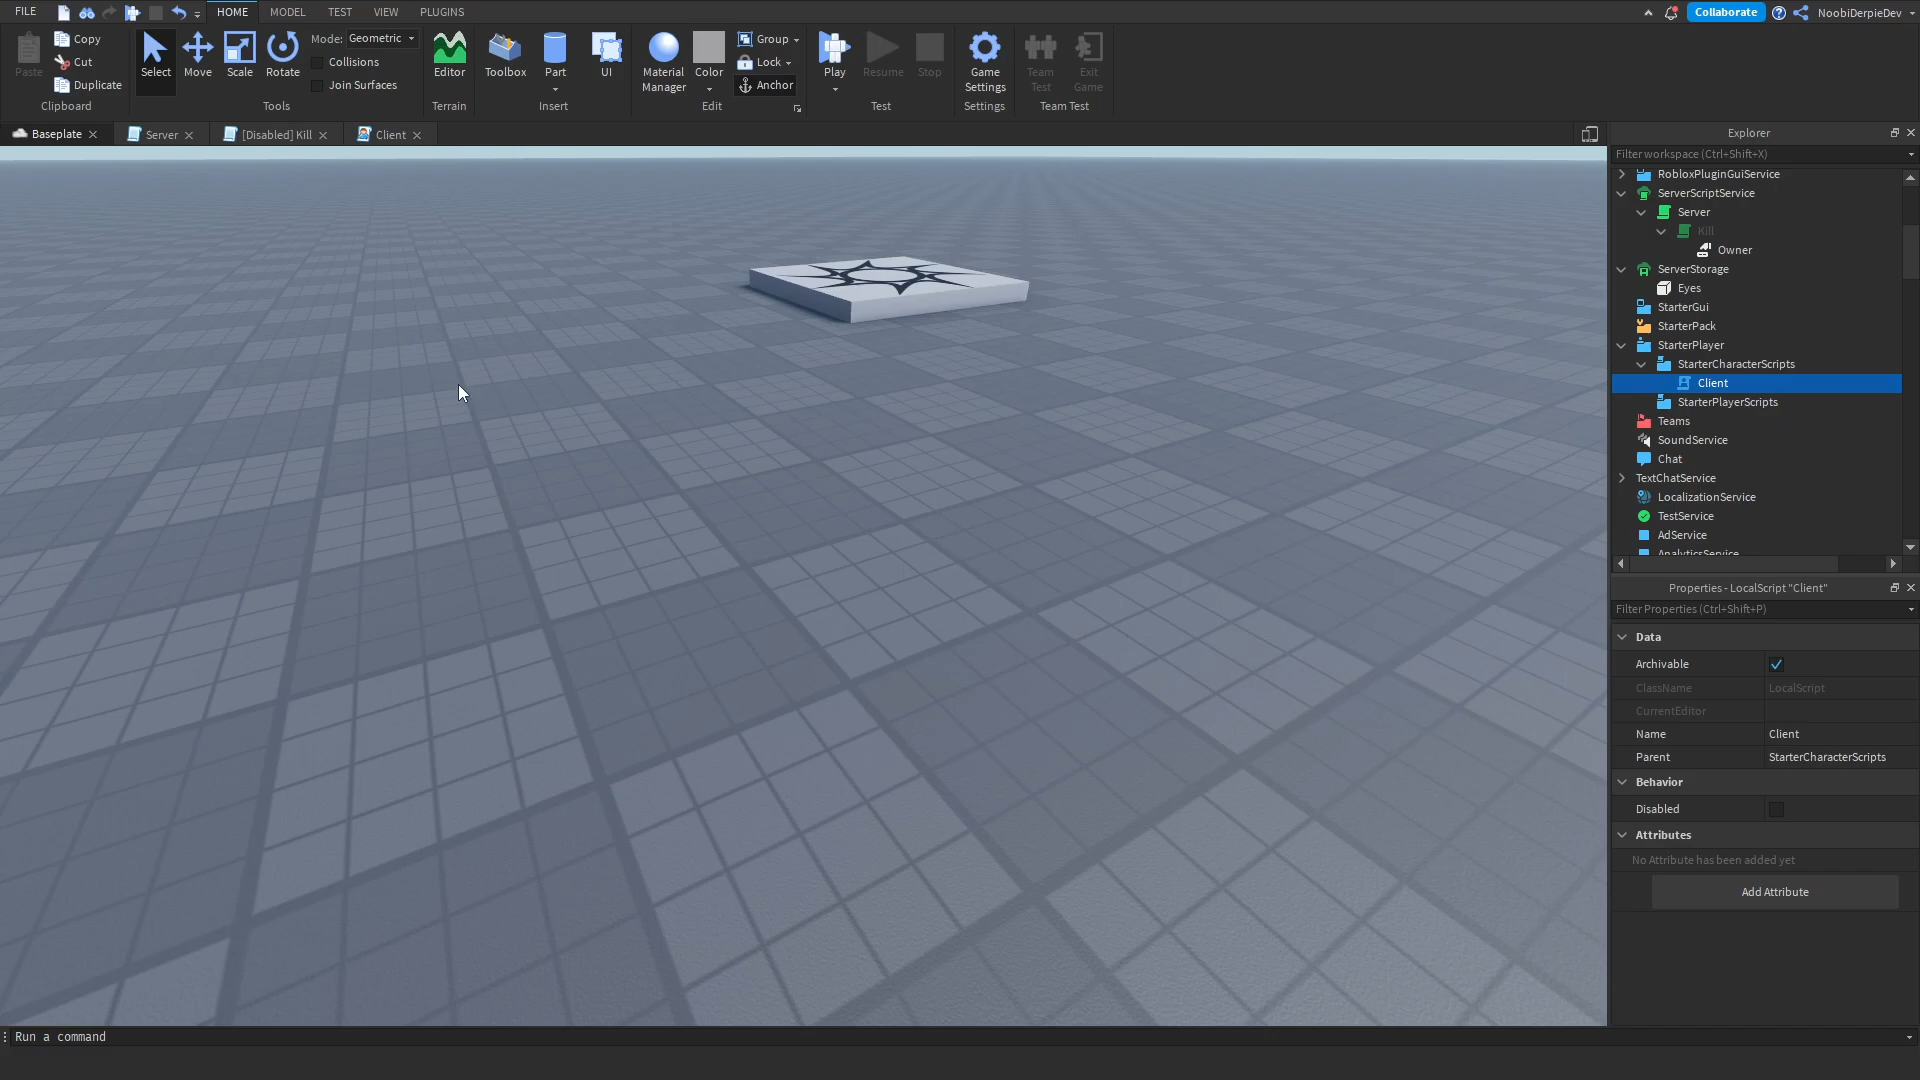 FILE
HOME
MODEL
TEST
VIEW
PLUGINS
Collaborate
NoobiDerpieDev
Paste
Copy
Cut
Duplicate
Clipboard
Select
Move
Scale
Rotate
Mode: Geometric
Collisions
Join Surfaces
Tools
Editor
Terrain
Toolbox
Part
UI
Insert
Material
Manager
Color
Group
Lock
Anchor
Edit
Play
Resume
Stop
Test
Game
Settings
Settings
Team
Test
Exit
Game
Team Test
Baseplate
Server
[Disabled] Kill
Client
Explorer
Filter workspace (Ctrl+Shift+X)
RobloxPluginGuiService
ServerScriptService
Server
Kill
Owner
ServerStorage
Eyes
StarterGui
StarterPack
StarterPlayer
StarterCharacterScripts
Client
StarterPlayerScripts
Teams
SoundService
Chat
TextChatService
LocalizationService
TestService
AdService
AnalyticsService
Properties - LocalScript "Client"
Filter Properties (Ctrl+Shift+P)
Data
Archivable
ClassName LocalScript
CurrentEditor
Name Client
Parent StarterCharacterScripts
Behavior
Disabled
Attributes
No Attribute has been added yet
Add Attribute
Run a command